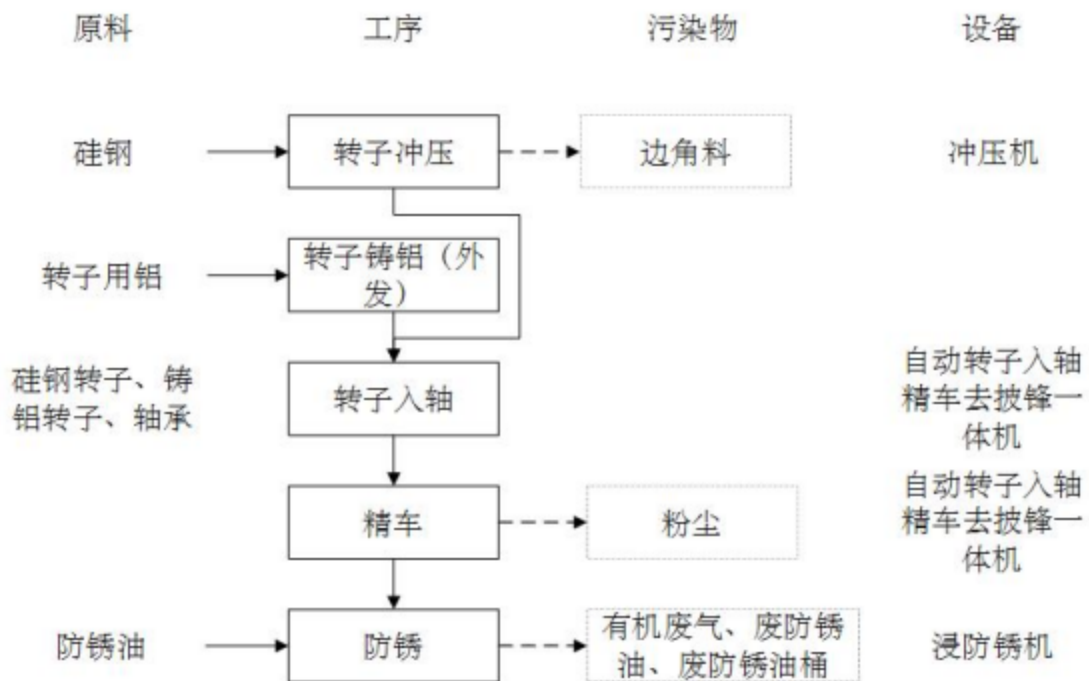 原料 工序 污染物 设备
硅钢 转子冲压 边角料 冲压机
转子用铝
转子铸铝（外
发）
硅钢转子、铸
铝转子、轴承
转子入轴
自动转子入轴
精车去披锋一
体机
精车 粉尘
自动转子入轴
精车去披锋一
体机
防锈油 防锈
有机废气、废防锈
油、废防锈油桶
浸防锈机